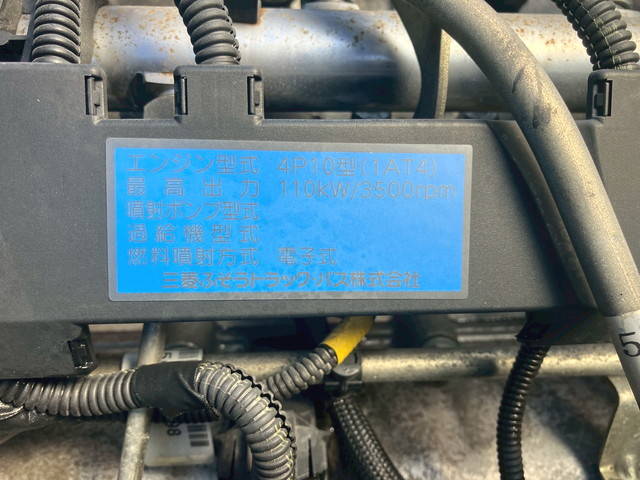 エンジン型式 4P10型(1AT4)
最高出力 110kW/3500rpm
噴射ポンプ型式
過給機型式
燃料噴射方式 電子式
三菱ふそうトラック・バス株式会社
5